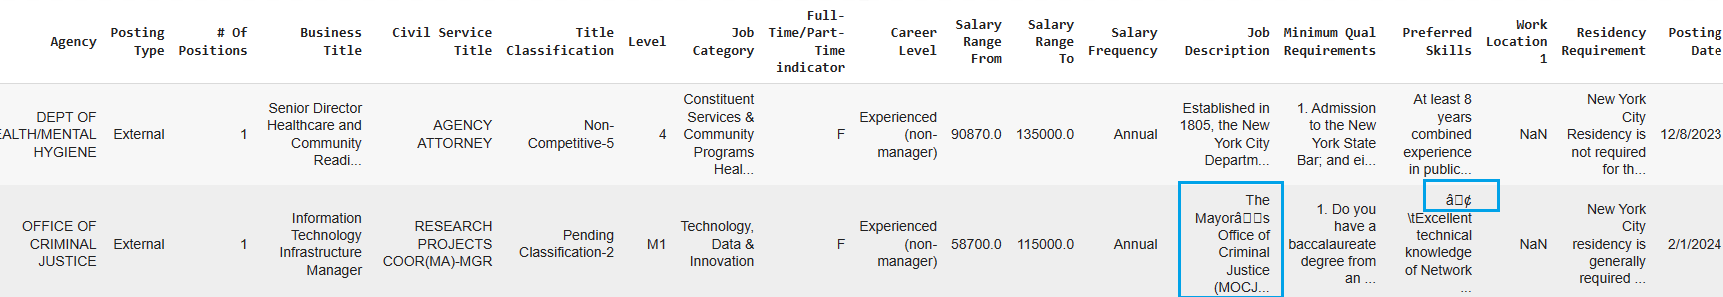 Agency Posting Type # Of Positions Business Title Civil Service Title Title Classification Level Job Category Full-Time/Part-Time indicator Career Level Salary Range From Salary Range To Salary Frequency Job Description Minimum Qual Requirements Preferred Skills Work Location 1 Residency Requirement Posting Date
DEPT OF EALTH/MENTAL HYGIENE External 1 Senior Director Healthcare and Community Readi... AGENCY ATTORNEY Non-Competitive-5 4 Constituent Services & Community Programs Heal... F Experienced (non-manager) 90870.0 135000.0 Annual Established in 1805, the New York City Departm... 1. Admission to the New York State Bar; and ei... At least 8 years combined experience in public... NaN New York City Residency is not required for th... 12/8/2023
OFFICE OF CRIMINAL JUSTICE External 1 Information Technology Infrastructure Manager RESEARCH PROJECTS COOR(MA)-MGR Pending Classification-2 M1 Technology, Data & Innovation F Experienced (non-manager) 58700.0 115000.0 Annual The Mayorâ□□s Office of Criminal Justice (MOCJ... 1. Do you have a baccalaureate degree from an ... â□¢ \tExcellent technical knowledge of Network ... NaN New York City residency is generally required ... 2/1/2024